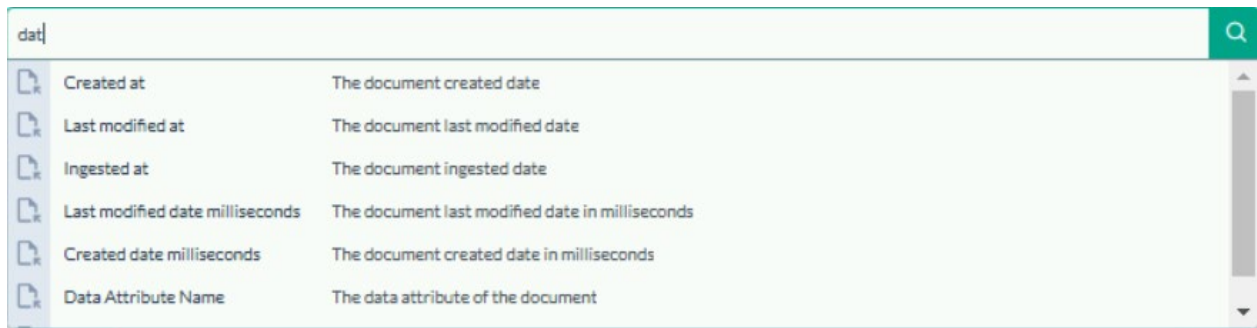 dat
Created at The document created date
Last modified at The document last modified date
Ingested at The document ingested date
Last modified date milliseconds The document last modified date in milliseconds
Created date milliseconds The document created date in milliseconds
Data Attribute Name The data attribute of the document